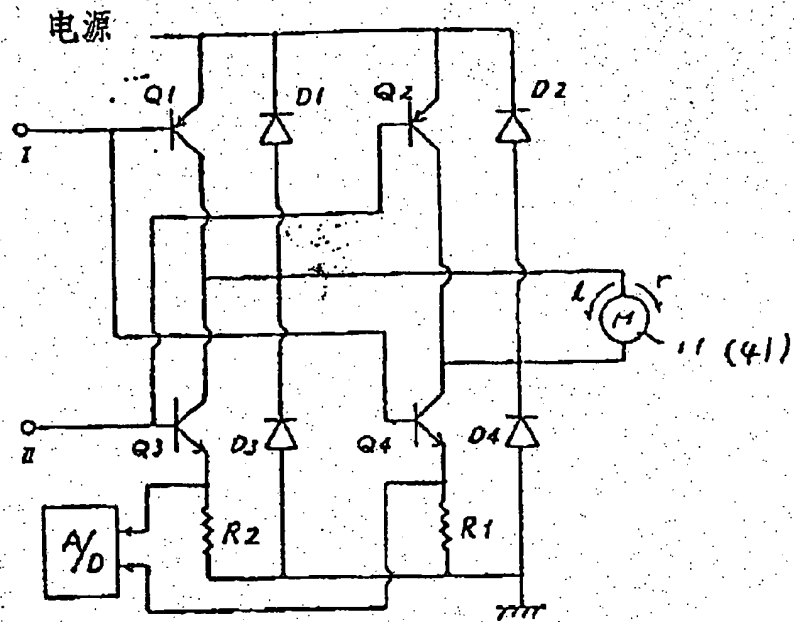 电源
Q1
D1
Q2
D2
I
l
r
M
11 (41)
II
Q3
D3
Q4
D4
A/D
R2
R1